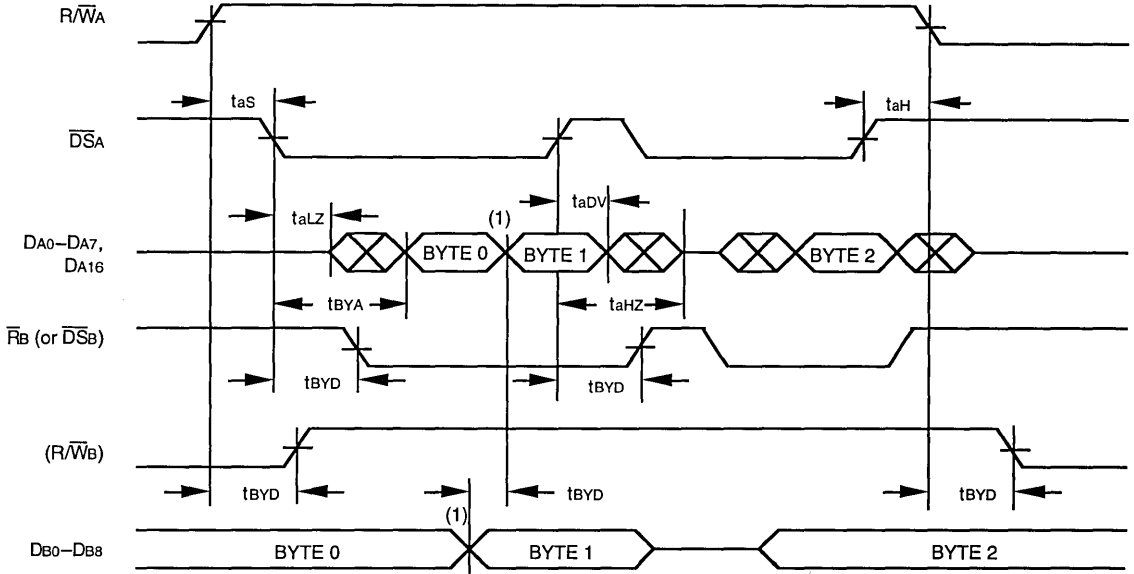 R/W̅A
taS
taH
D̅S̅A
taLZ
(1)
taDV
DA0–DA7,
DA16
BYTE 0
BYTE 1
BYTE 2
tBYA
taHZ
R̅B (or D̅S̅B)
tBYD
tBYD
(R/W̅B)
tBYD
tBYD
tBYD
(1)
DB0–DB8
BYTE 0
BYTE 1
BYTE 2